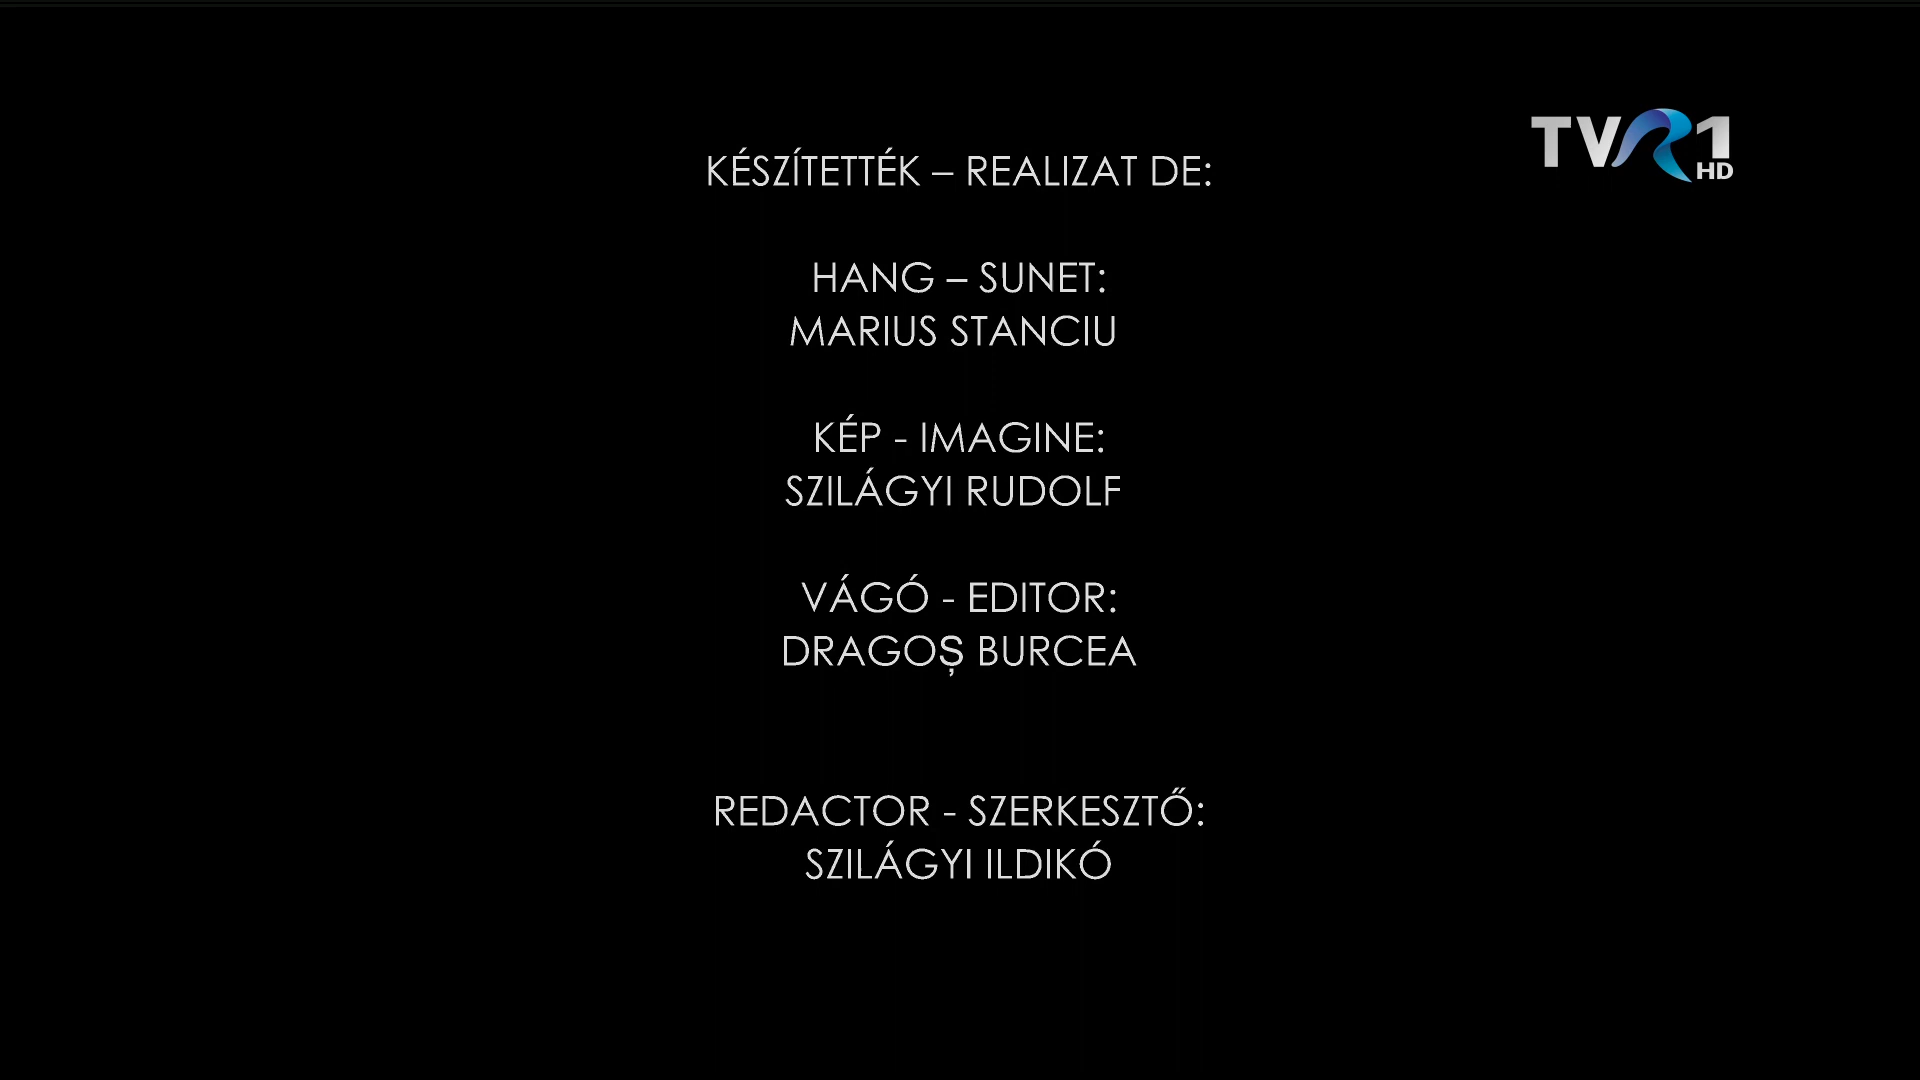 TVR1
HD
KÉSZÍTETTÉK – REALIZAT DE:
HANG – SUNET:
MARIUS STANCIU
KÉP - IMAGINE:
SZILÁGYI RUDOLF
VÁGÓ - EDITOR:
DRAGOȘ BURCEA
REDACTOR - SZERKESZTŐ:
SZILÁGYI ILDIKÓ